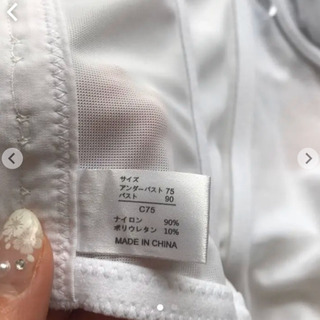 サイズ
アンダーバスト 75
バスト 90
C75
ナイロン 90%
ポリウレタン 10%
MADE IN CHINA